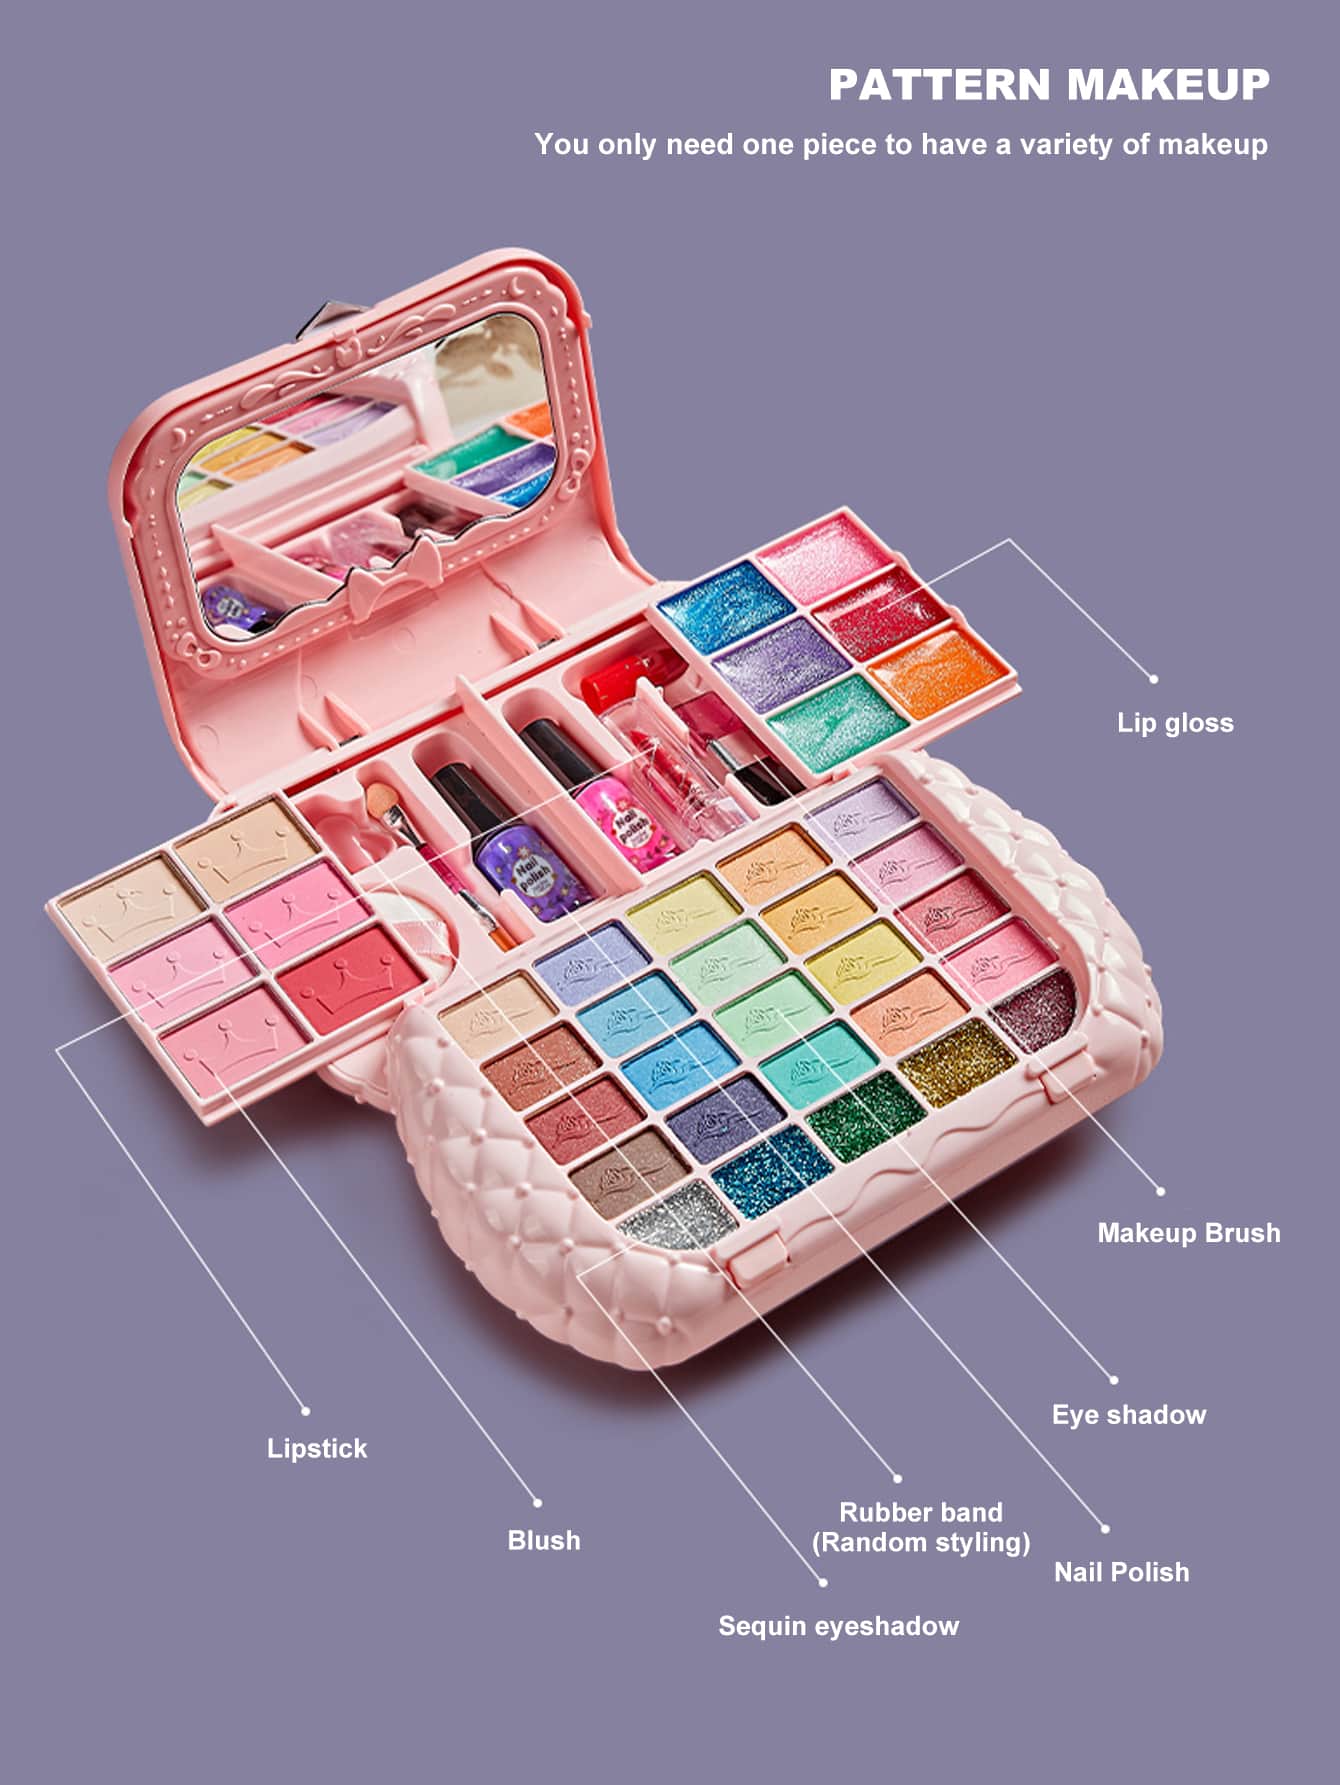 PATTERN MAKEUP
You only need one piece to have a variety of makeup
Nail
polish
Nail
polish
Lip gloss
Makeup Brush
Eye shadow
Lipstick
Rubber band
(Random styling)
Blush
Nail Polish
Sequin eyeshadow